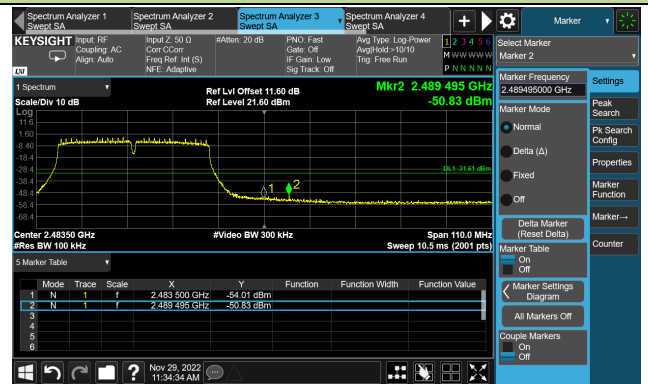 Spectrum Analyzer 1
Swept SA
Spectrum Analyzer 2
Swept SA
Spectrum Analyzer 3
Swept SA
Spectrum Analyzer 4
Swept SA
+
Marker
KEYSIGHT
LXI
Input: RF
Coupling: AC
Align: Auto
Input Z: 50 Ω
Corr CCorr
Freq Ref: Int (S)
NFE: Adaptive
#Atten: 20 dB
PNO: Fast
Gate: Off
IF Gain: Low
Sig Track: Off
Avg Type: Log-Power
Avg|Hold:>10/10
Trig: Free Run
1 2 3 4 5 6
M W W W W W
P N N N N N
Select Marker
Marker 2
1 Spectrum
Scale/Div 10 dB
Ref Lvl Offset 11.60 dB
Ref Level 21.60 dBm
Mkr2 2.489 495 GHz
-50.83 dBm
Log
11.6
1.60
-8.40
-18.4
-28.4
-38.4
-48.4
-58.4
-68.4
DL1 -31.61 dBm
1
2
Center 2.48350 GHz
#Res BW 100 kHz
#Video BW 300 kHz
Span 110.0 MHz
Sweep 10.5 ms (2001 pts)
5 Marker Table
Mode Trace Scale X Y Function Function Width Function Value
1 N 1 f 2.483 500 GHz -54.01 dBm
2 N 1 f 2.489 495 GHz -50.83 dBm
3
4
5
6
Marker Frequency
2.489495000 GHz
Marker Mode
Normal
Delta (Δ)
Fixed
Off
Delta Marker
(Reset Delta)
Marker Table
On
Off
Marker Settings
Diagram
All Markers Off
Couple Markers
On
Off
Settings
Peak
Search
Pk Search
Config
Properties
Marker
Function
Marker→
Counter
?
Nov 29, 2022
11:34:34 AM